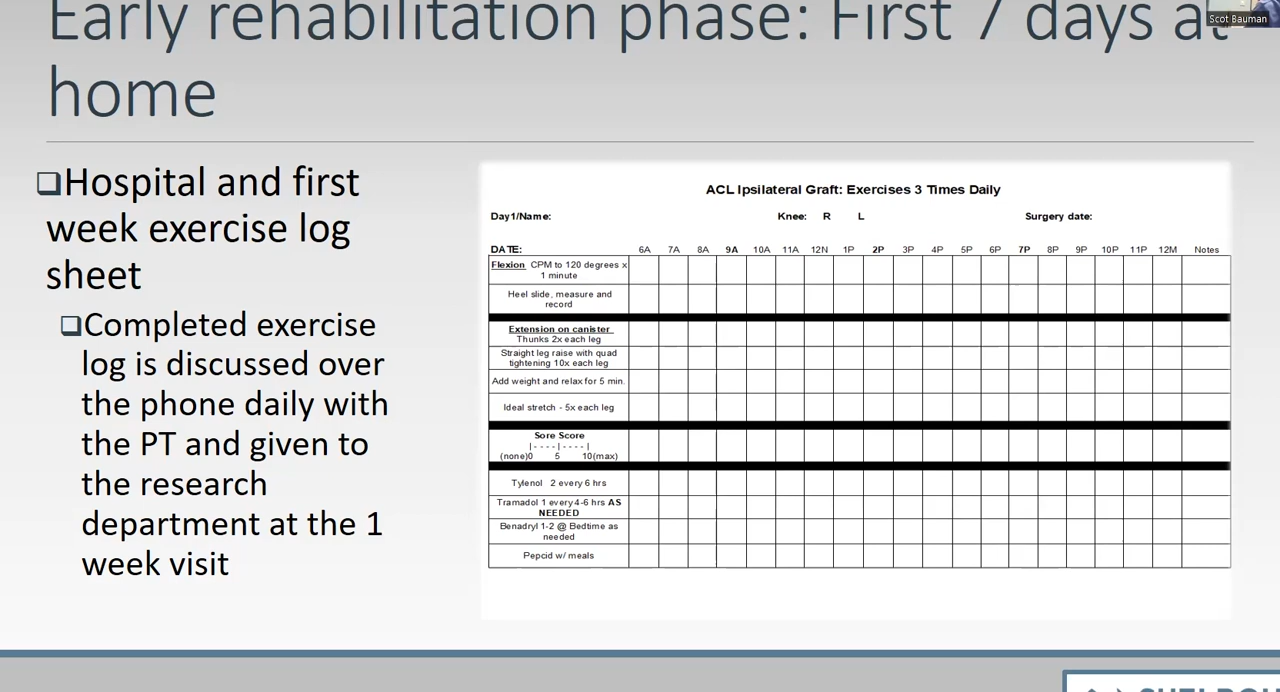 Early rehabilitation phase: First 7 days at
home
Scot Bauman
❑Hospital and first
week exercise log
sheet
❑Completed exercise
log is discussed over
the phone daily with
the PT and given to
the research
department at the 1
week visit
ACL Ipsilateral Graft: Exercises 3 Times Daily
Day1/Name: Knee: R L Surgery date:
DATE: 6A 7A 8A 9A 10A 11A 12N 1P 2P 3P 4P 5P 6P 7P 8P 9P 10P 11P 12M Notes
Flexion CPM to 120 degrees x
1 minute
Heel slide, measure and
record
Extension on canister
Thunks 2x each leg
Straight leg raise with quad
tightening 10x each leg
Add weight and relax for 5 min.
Ideal stretch - 5x each leg
Sore Score
|- - - -|- - - -|
(none)0 5 10(max)
Tylenol 2 every 6 hrs
Tramadol 1 every 4-6 hrs AS
NEEDED
Benadryl 1-2 @ Bedtime as
needed
Pepcid w/ meals